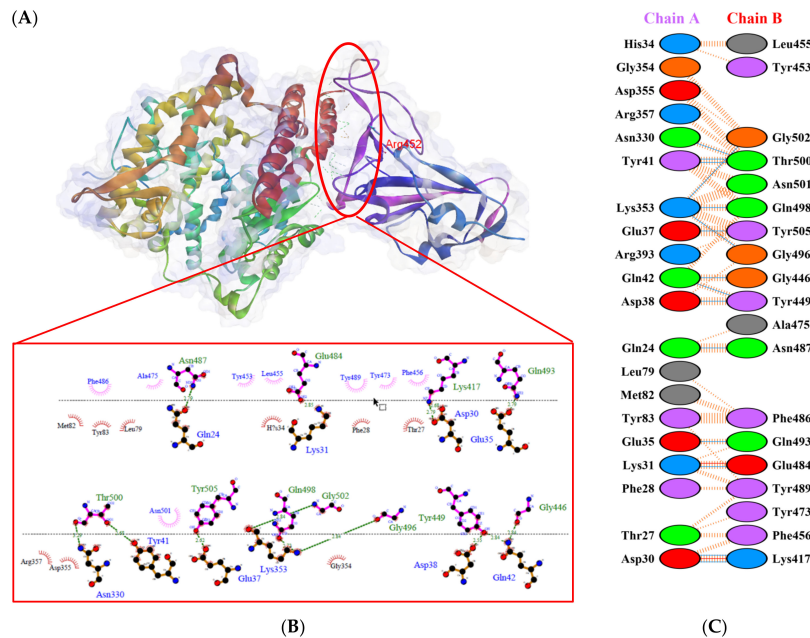 (A)
Arg452
Asn487
Glu484
Gln493
Phe486
Ala475
Tyr453
Leu455
Tyr489
Tyr473
Phe456
Lys417
Met82
Tyr83
Leu79
Gln24
His34
Lys31
Phe28
Thr27
Asp30
Glu35
Thr500
Asn501
Tyr505
Gln498
Gly502
Gly496
Tyr449
Gly446
Arg357
Asp355
Asn330
Tyr41
Glu37
Lys353
Gly354
Asp38
Gln42
(B)
Chain A Chain B
His34 Leu455
Gly354 Tyr453
Asp355
Arg357
Asn330 Gly502
Tyr41 Thr500
Asn501
Lys353 Gln498
Glu37 Tyr505
Arg393 Gly496
Gln42 Gly446
Asp38 Tyr449
Ala475
Gln24 Asn487
Leu79
Met82
Tyr83 Phe486
Glu35 Gln493
Lys31 Glu484
Phe28 Tyr489
Tyr473
Thr27 Phe456
Asp30 Lys417
(C)